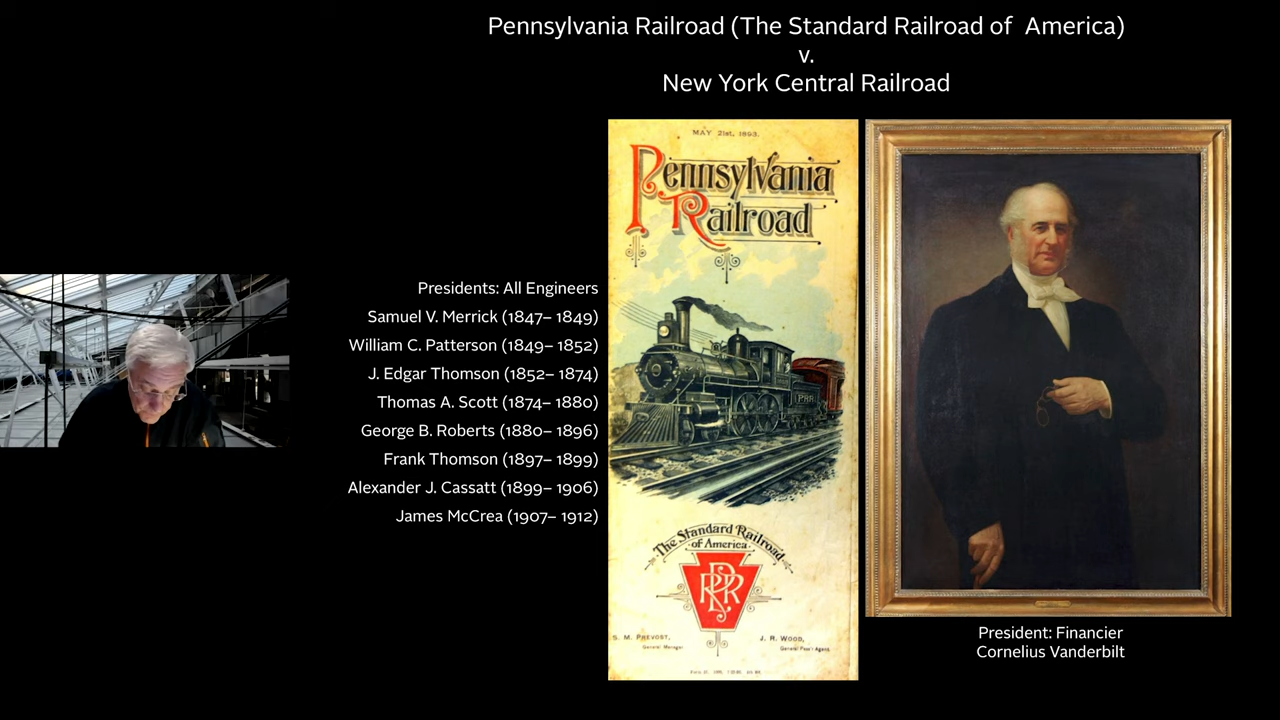 Pennsylvania Railroad (The Standard Railroad of America)
v.
New York Central Railroad
Presidents: All Engineers
Samuel V. Merrick (1847– 1849)
William C. Patterson (1849– 1852)
J. Edgar Thomson (1852– 1874)
Thomas A. Scott (1874– 1880)
George B. Roberts (1880– 1896)
Frank Thomson (1897– 1899)
Alexander J. Cassatt (1899– 1906)
James McCrea (1907– 1912)
MAY 21st, 1893.
Pennsylvania
Railroad
PRR
The Standard Railroad
of America
PRR
S. M. PREVOST,
General Manager
J. R. WOOD,
General Pass'r Agent.
President: Financier
Cornelius Vanderbilt